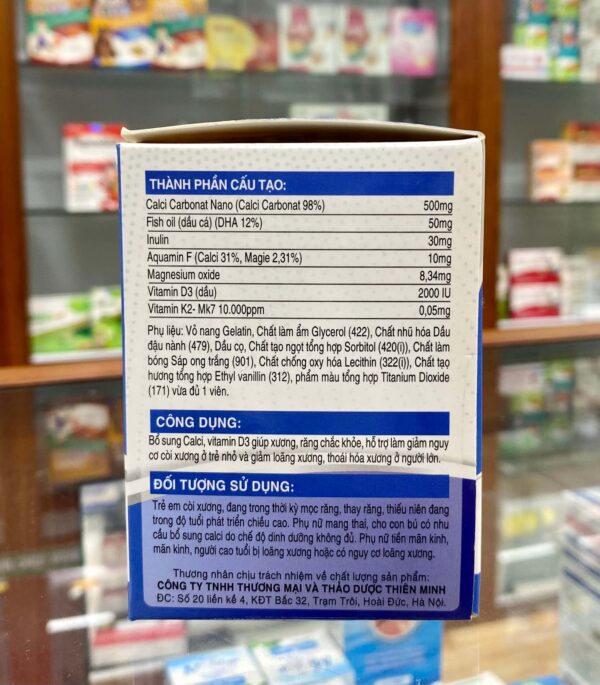 THÀNH PHẦN CẤU TẠO:
Calci Carbonat Nano (Calci Carbonat 98%) 500mg
Fish oil (dầu cá) (DHA 12%) 50mg
Inulin 30mg
Aquamin F (Calci 31%, Magie 2,31%) 10mg
Magnesium oxide 8,34mg
Vitamin D3 (dầu) 2000 IU
Vitamin K2- Mk7 10.000ppm 0,05mg
Phụ liệu: Vỏ nang Gelatin, Chất làm ẩm Glycerol (422), Chất nhũ hóa Dầu
đậu nành (479), Dầu cọ, Chất tạo ngọt tổng hợp Sorbitol (420(i)), Chất làm
bóng Sáp ong trắng (901), Chất chống oxy hóa Lecithin (322(i)), Chất tạo
hương tổng hợp Ethyl vanillin (312), phẩm màu tổng hợp Titanium Dioxide
(171) vừa đủ 1 viên.
CÔNG DỤNG:
Bổ sung Calci, vitamin D3 giúp xương, răng chắc khỏe, hỗ trợ làm giảm nguy
cơ còi xương ở trẻ nhỏ và giảm loãng xương, thoái hóa xương ở người lớn.
ĐỐI TƯỢNG SỬ DỤNG:
Trẻ em còi xương, đang trong thời kỳ mọc răng, thay răng, thiếu niên đang
trong độ tuổi phát triển chiều cao. Phụ nữ mang thai, cho con bú có nhu
cầu bổ sung calci do chế độ dinh dưỡng không đủ. Phụ nữ tiền mãn kinh,
mãn kinh, người cao tuổi bị loãng xương hoặc có nguy cơ loãng xương.
Thương nhân chịu trách nhiệm về chất lượng sản phẩm:
CÔNG TY TNHH THƯƠNG MẠI VÀ THẢO DƯỢC THIÊN MINH
ĐC: Số 20 liền kề 4, KĐT Bắc 32, Trạm Trôi, Hoài Đức, Hà Nội.